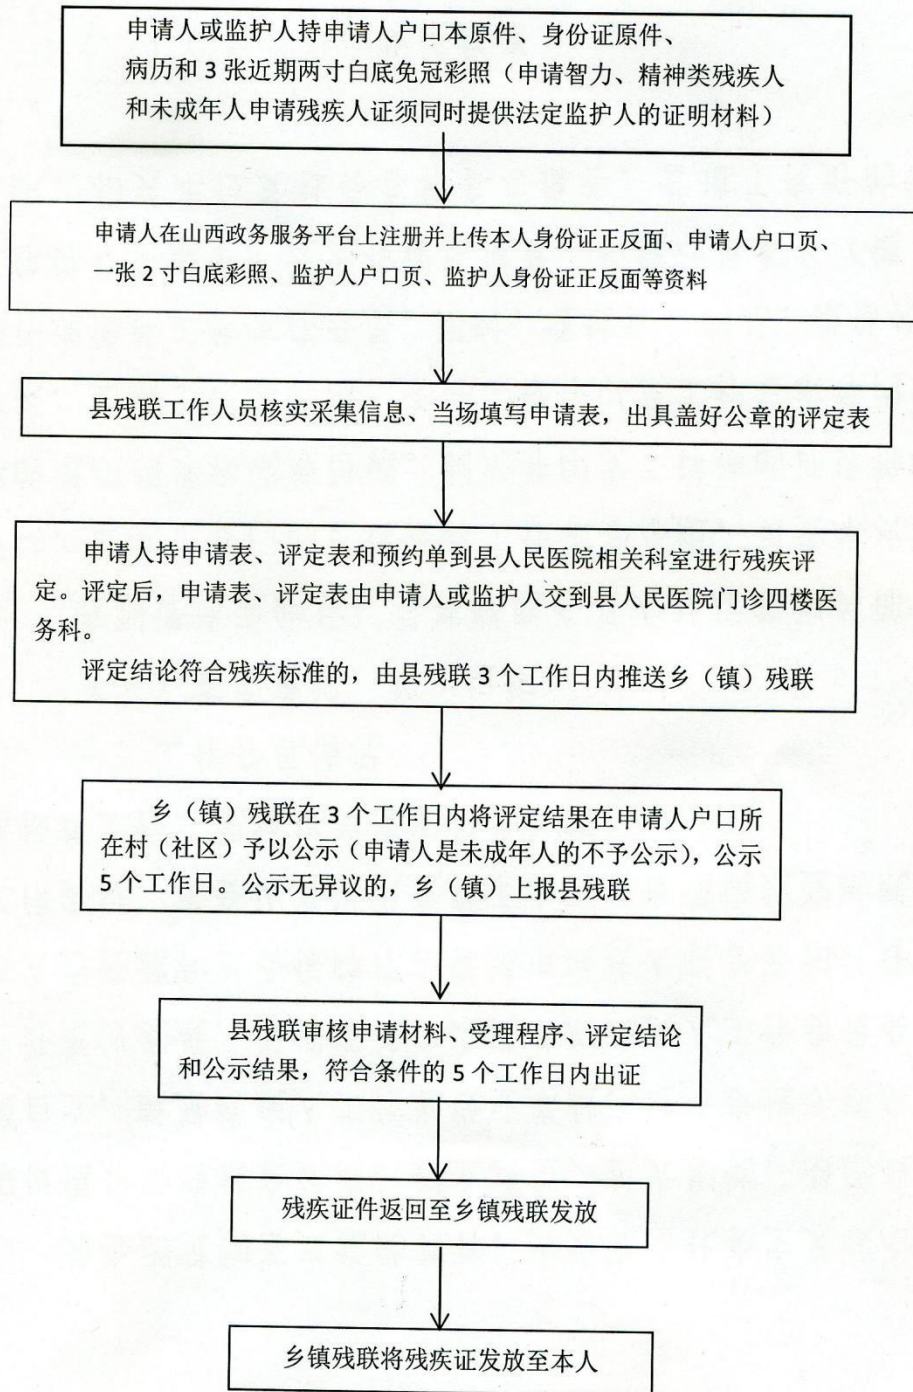 申请人或监护人持申请人户口本原件、身份证原件、
病历和 3 张近期两寸白底免冠彩照（申请智力、精神类残疾人
和未成年人申请残疾人证须同时提供法定监护人的证明材料）
申请人在山西政务服务平台上注册并上传本人身份证正反面、申请人户口页、
一张 2 寸白底彩照、监护人户口页、监护人身份证正反面等资料
县残联工作人员核实采集信息、当场填写申请表，出具盖好公章的评定表
申请人持申请表、评定表和预约单到县人民医院相关科室进行残疾评
定。评定后，申请表、评定表由申请人或监护人交到县人民医院门诊四楼医
务科。
评定结论符合残疾标准的，由县残联 3 个工作日内推送乡（镇）残联
乡（镇）残联在 3 个工作日内将评定结果在申请人户口所
在村（社区）予以公示（申请人是未成年人的不予公示），公示
5 个工作日。公示无异议的，乡（镇）上报县残联
县残联审核申请材料、受理程序、评定结论
和公示结果，符合条件的 5 个工作日内出证
残疾证件返回至乡镇残联发放
乡镇残联将残疾证发放至本人